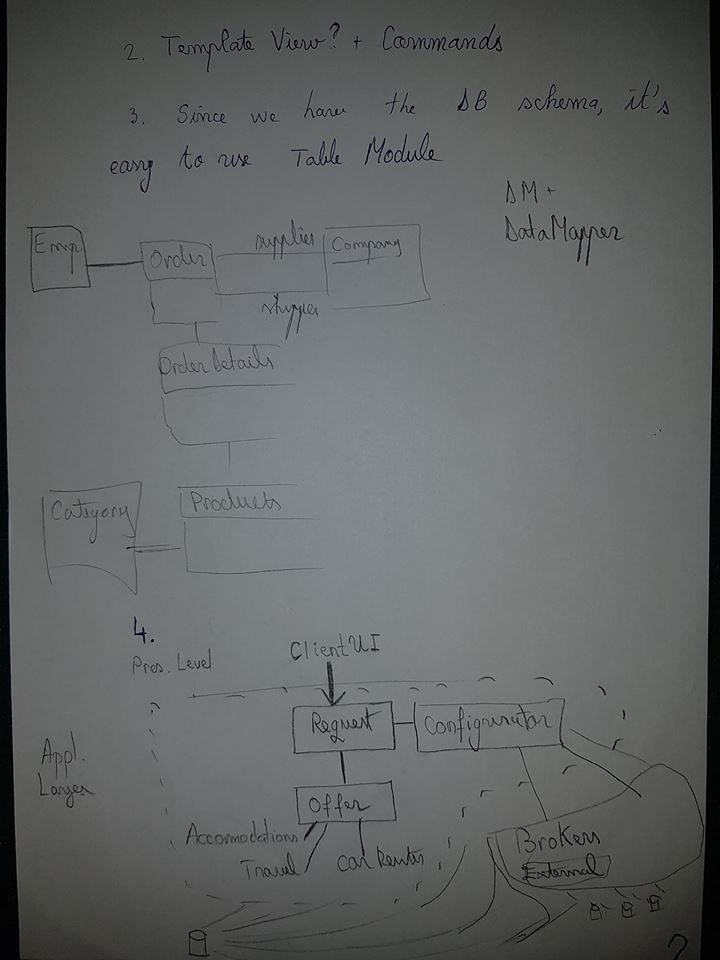 2. Template View? + Commands
3. Since we have the DB schema, it's
easy to use Table Module
DM +
DataMapper
Emp
Order
supplier
Company
shipper
Order Details
Category
Products
4.
Pres. Level
Client UI
Request
Configurator
Appl.
Layer
Offer
Accomodations
Travel
Car Renter
Brokers
External
?